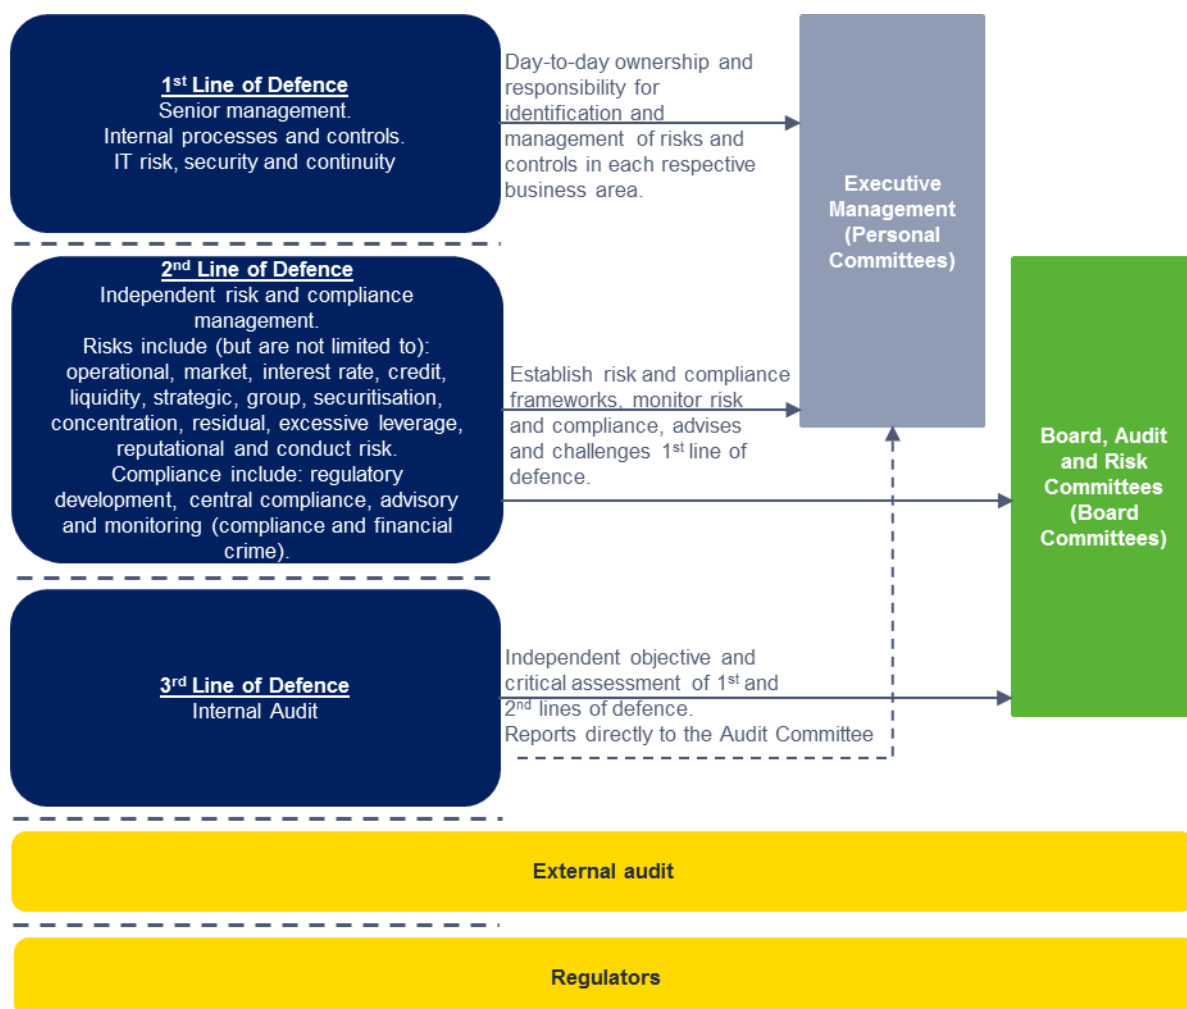 1st Line of Defence
Senior management.
Internal processes and controls.
IT risk, security and continuity
Day-to-day ownership and
responsibility for
identification and
management of risks and
controls in each respective
business area.
Executive
Management
(Personal
Committees)
2nd Line of Defence
Independent risk and compliance
management.
Risks include (but are not limited to):
operational, market, interest rate, credit,
liquidity, strategic, group, securitisation,
concentration, residual, excessive leverage,
reputational and conduct risk.
Compliance include: regulatory
development, central compliance, advisory
and monitoring (compliance and financial
crime).
Establish risk and compliance
frameworks, monitor risk
and compliance, advises
and challenges 1st line of
defence.
Board, Audit
and Risk
Committees
(Board
Committees)
3rd Line of Defence
Internal Audit
Independent objective and
critical assessment of 1st and
2nd lines of defence.
Reports directly to the Audit Committee
External audit
Regulators